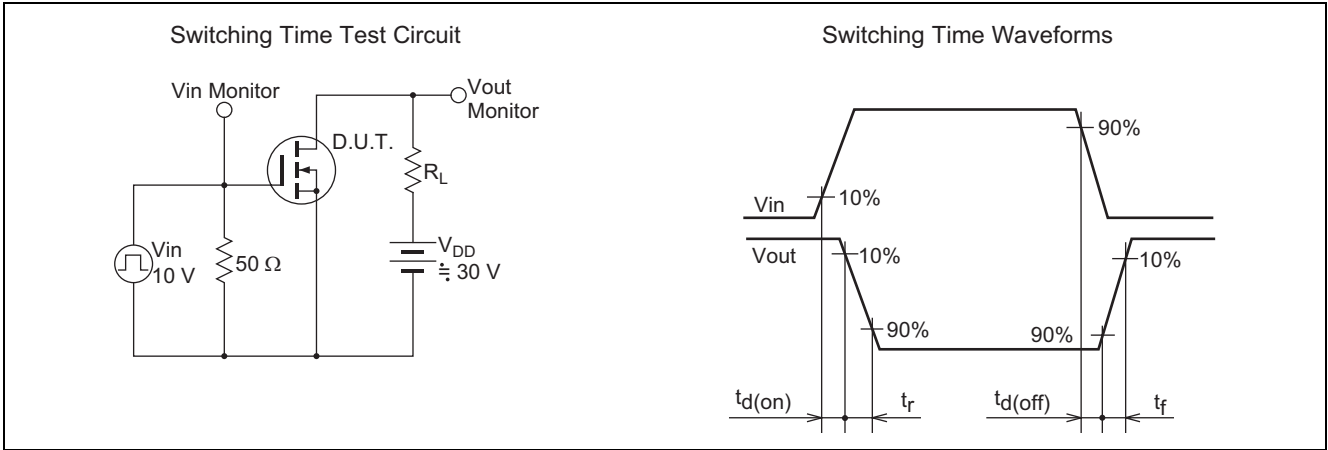 Switching Time Test Circuit
Vin Monitor
Vout
Monitor
D.U.T.
RL
Vin
10 V
50 Ω
VDD
≒ 30 V
Switching Time Waveforms
Vin
10%
90%
Vout
10%
90%
90%
10%
td(on)
tr
td(off)
tf